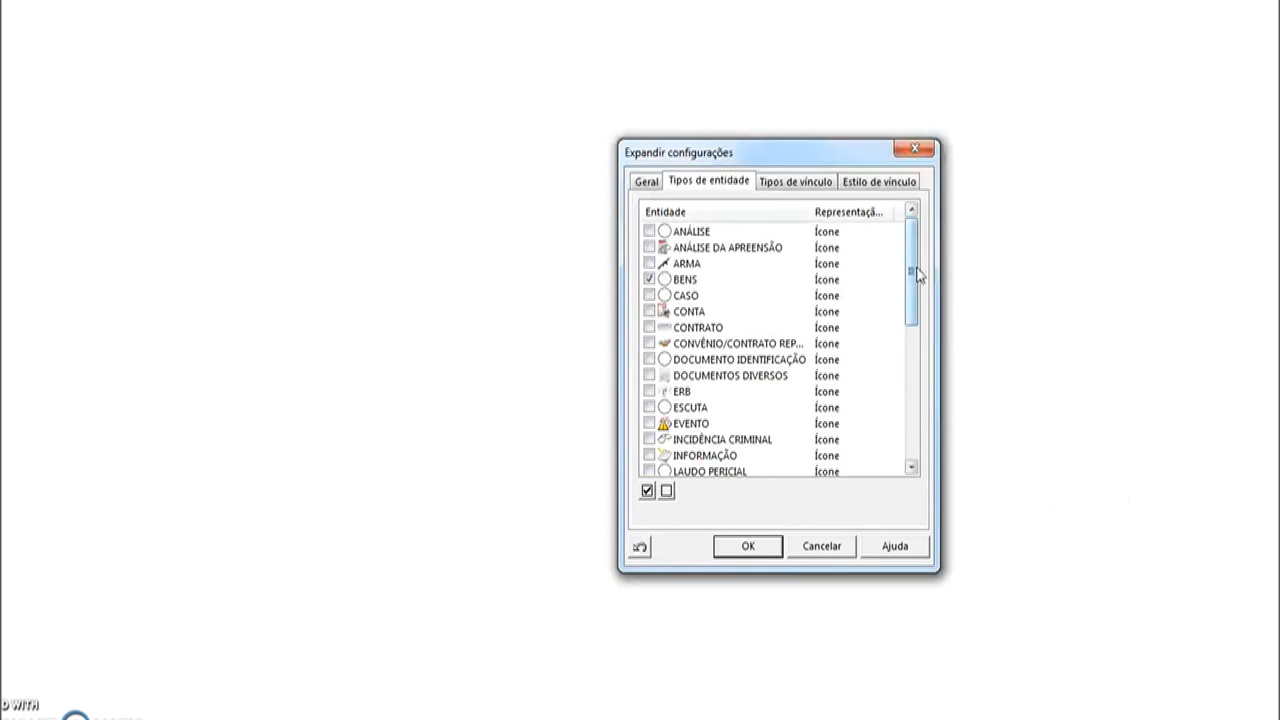 Expandir configurações
Geral Tipos de entidade Tipos de vínculo Estilo de vínculo
Entidade Representaçã...
ANÁLISE Ícone
ANÁLISE DA APREENSÃO Ícone
ARMA Ícone
BENS Ícone
CASO Ícone
CONTA Ícone
CONTRATO Ícone
CONVÊNIO/CONTRATO REP... Ícone
DOCUMENTO IDENTIFICAÇÃO Ícone
DOCUMENTOS DIVERSOS Ícone
ERB Ícone
ESCUTA Ícone
EVENTO Ícone
INCIDÊNCIA CRIMINAL Ícone
INFORMAÇÃO Ícone
LAUDO PERICIAL Ícone
OK Cancelar Ajuda
D WITH